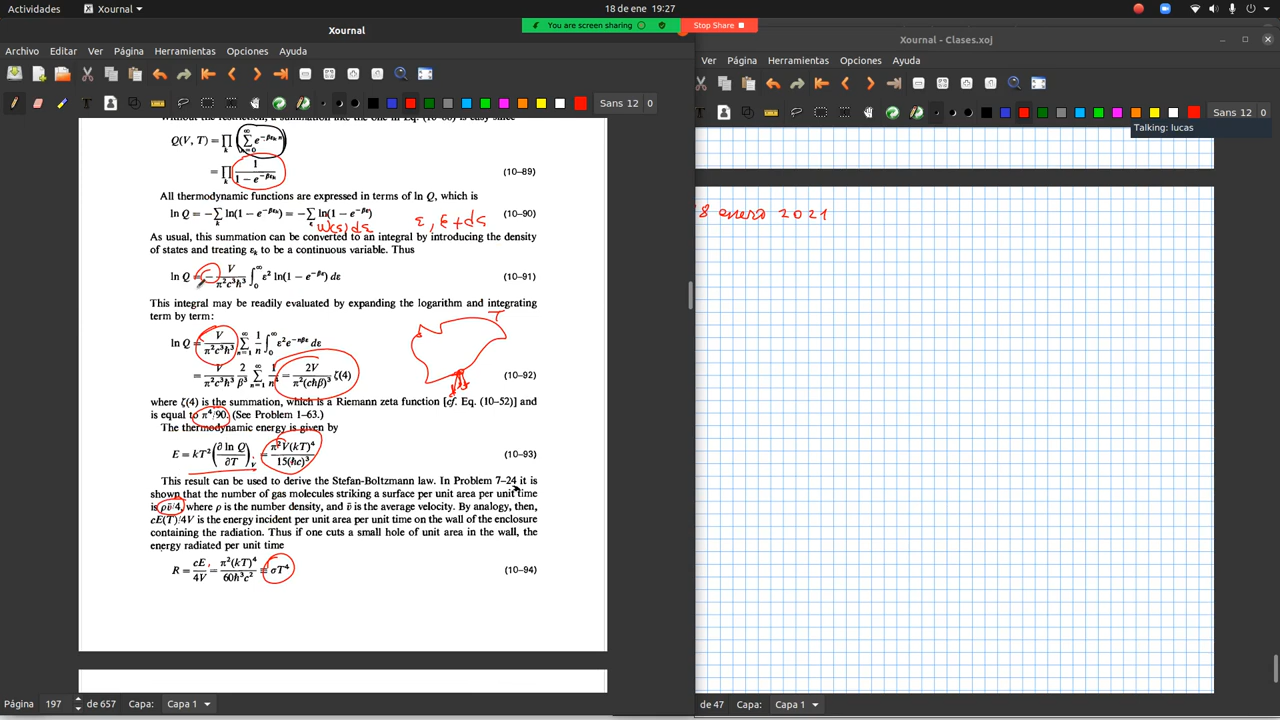 Actividades Xournal 18 de ene 19:27
Xournal
You are screen sharing Stop Share
Xournal - Clases.xoj
Archivo Editar Ver Página Herramientas Opciones Ayuda
Ver Página Herramientas Opciones Ayuda
Sans 12 0
Sans 12 0
Talking: lucas
Q(V, T) = ∏_k (∑_{n=0}^{∞} e^{-βε_k n})
= ∏_k 1/(1 − e^{-βε_k}) (10-89)
All thermodynamic functions are expressed in terms of ln Q, which is
ln Q = −∑_k ln(1 − e^{-βε_k}) = −∑_ε ln(1 − e^{-βε}) (10-90)
ω(ε)dε ε, ε+dε
As usual, this summation can be converted to an integral by introducing the density
of states and treating ε_k to be a continuous variable. Thus
ln Q = − V/(π²c³ħ³) ∫_0^∞ ε² ln(1 − e^{-βε}) dε (10-91)
This integral may be readily evaluated by expanding the logarithm and integrating
term by term:
T
ln Q = V/(π²c³ħ³) ∑_{n=1}^{∞} 1/n ∫_0^∞ ε²e^{-nβε} dε
= V/(π²c³ħ³) 2/β³ ∑_{n=1}^{∞} 1/n⁴ = 2V/(π²(cħβ)³) ζ(4) (10-92)
where ζ(4) is the summation, which is a Riemann zeta function [cf. Eq. (10-52)] and
is equal to π⁴/90. (See Problem 1-63.)
The thermodynamic energy is given by
E = kT² (∂ ln Q/∂T)_V = π²V(kT)⁴/15(ħc)³ (10-93)
This result can be used to derive the Stefan-Boltzmann law. In Problem 7-24 it is
shown that the number of gas molecules striking a surface per unit area per unit time
is ρv̄/4, where ρ is the number density, and v̄ is the average velocity. By analogy, then,
cE(T)/4V is the energy incident per unit area per unit time on the wall of the enclosure
containing the radiation. Thus if one cuts a small hole of unit area in the wall, the
energy radiated per unit time
R = cE/4V = π²(kT)⁴/60ħ³c² = σT⁴ (10-94)
8 enero 2021
Página 197 de 657 Capa: Capa 1
de 47 Capa: Capa 1